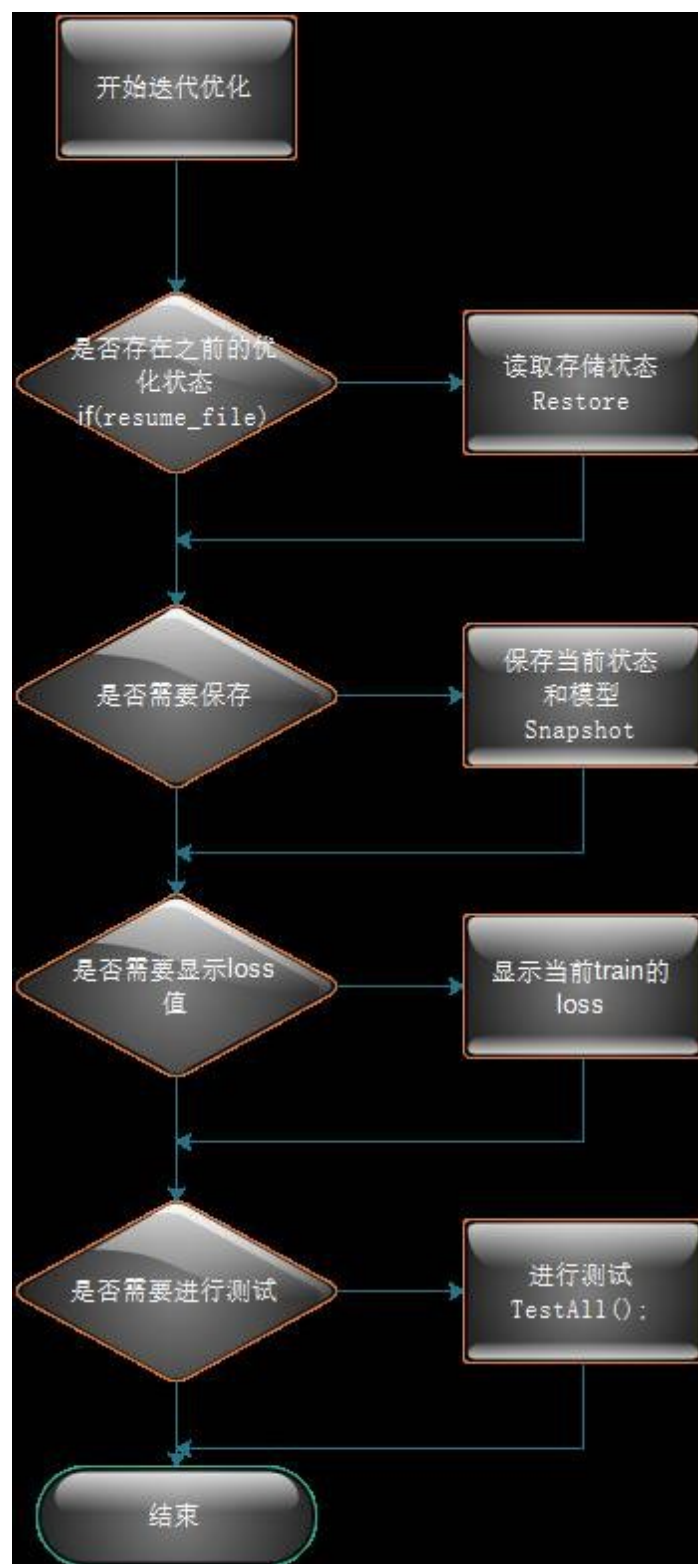 开始迭代优化
是否存在之前的优
化状态
if(resume_file)
读取存储状态
Restore
是否需要保存
保存当前状态
和模型
Snapshot
是否需要显示loss
值
显示当前train的
loss
是否需要进行测试
进行测试
TestAll();
结束